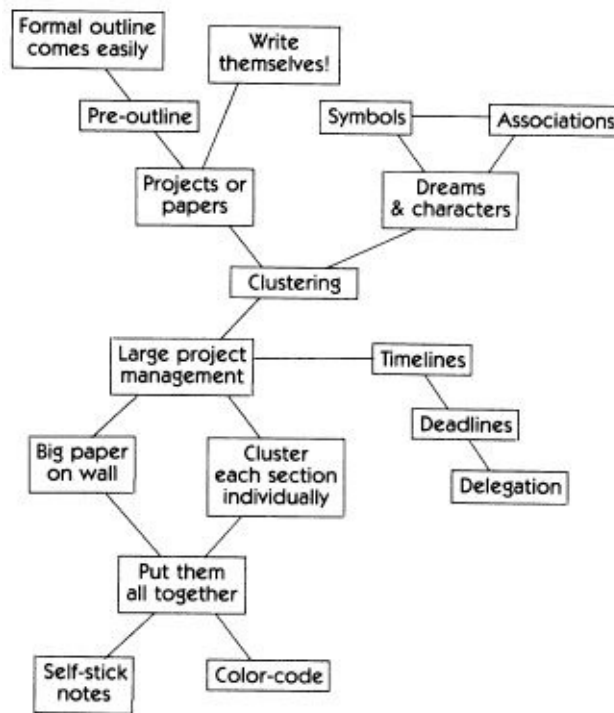 Formal outline
comes easily
Write
themselves!
Pre-outline
Symbols
Associations
Projects or
papers
Dreams
& characters
Clustering
Large project
management
Timelines
Deadlines
Big paper
on wall
Cluster
each section
individually
Delegation
Put them
all together
Self-stick
notes
Color-code